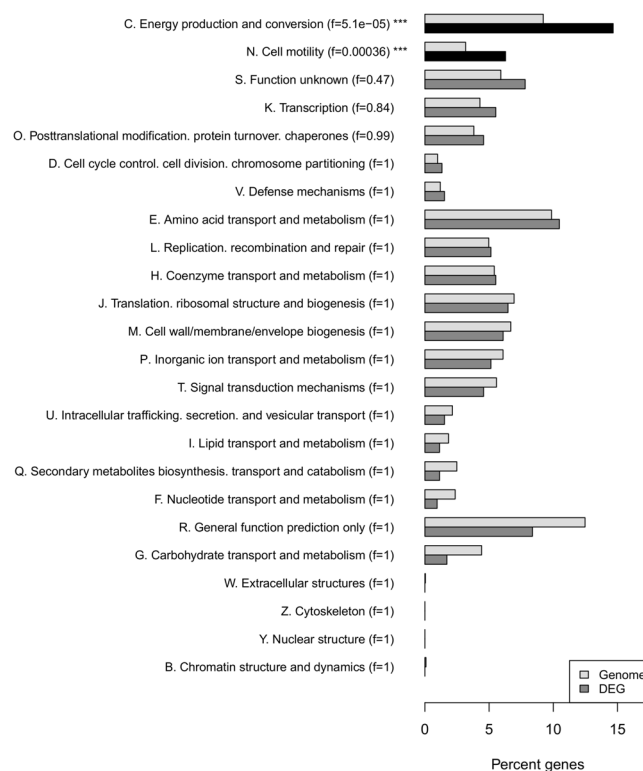 C. Energy production and conversion (f=5.1e−05) ***
N. Cell motility (f=0.00036) ***
S. Function unknown (f=0.47)
K. Transcription (f=0.84)
O. Posttranslational modification. protein turnover. chaperones (f=0.99)
D. Cell cycle control. cell division. chromosome partitioning (f=1)
V. Defense mechanisms (f=1)
E. Amino acid transport and metabolism (f=1)
L. Replication. recombination and repair (f=1)
H. Coenzyme transport and metabolism (f=1)
J. Translation. ribosomal structure and biogenesis (f=1)
M. Cell wall/membrane/envelope biogenesis (f=1)
P. Inorganic ion transport and metabolism (f=1)
T. Signal transduction mechanisms (f=1)
U. Intracellular trafficking. secretion. and vesicular transport (f=1)
I. Lipid transport and metabolism (f=1)
Q. Secondary metabolites biosynthesis. transport and catabolism (f=1)
F. Nucleotide transport and metabolism (f=1)
R. General function prediction only (f=1)
G. Carbohydrate transport and metabolism (f=1)
W. Extracellular structures (f=1)
Z. Cytoskeleton (f=1)
Y. Nuclear structure (f=1)
B. Chromatin structure and dynamics (f=1)
Genome
DEG
0 5 10 15
Percent genes